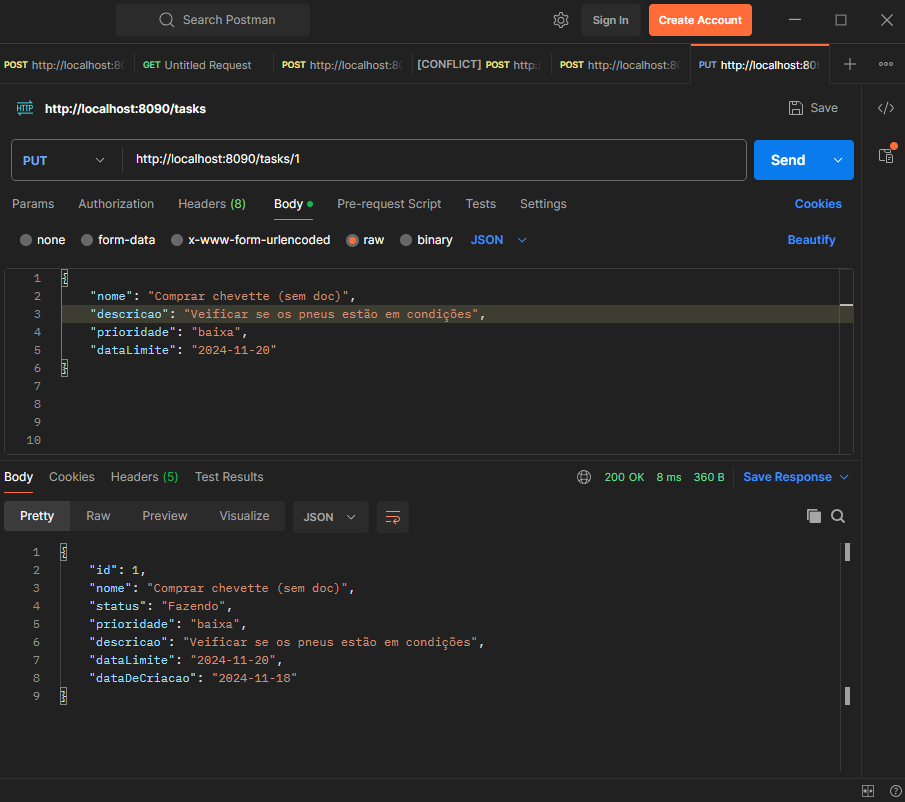 Search Postman
Sign In
Create Account
POST http://localhost:80
GET Untitled Request
POST http://localhost:80
[CONFLICT] POST http:/
POST http://localhost:80
PUT http://localhost:80
HTTP http://localhost:8090/tasks
Save
PUT http://localhost:8090/tasks/1
Send
Params Authorization Headers (8) Body Pre-request Script Tests Settings Cookies
none form-data x-www-form-urlencoded raw binary JSON Beautify
1 {
2 "nome": "Comprar chevette (sem doc)",
3 "descricao": "Veificar se os pneus estão em condições",
4 "prioridade": "baixa",
5 "dataLimite": "2024-11-20"
6 }
7
8
9
10
Body Cookies Headers (5) Test Results 200 OK 8 ms 360 B Save Response
Pretty Raw Preview Visualize JSON
1 {
2 "id": 1,
3 "nome": "Comprar chevette (sem doc)",
4 "status": "Fazendo",
5 "prioridade": "baixa",
6 "descricao": "Veificar se os pneus estão em condições",
7 "dataLimite": "2024-11-20",
8 "dataDeCriacao": "2024-11-18"
9 }